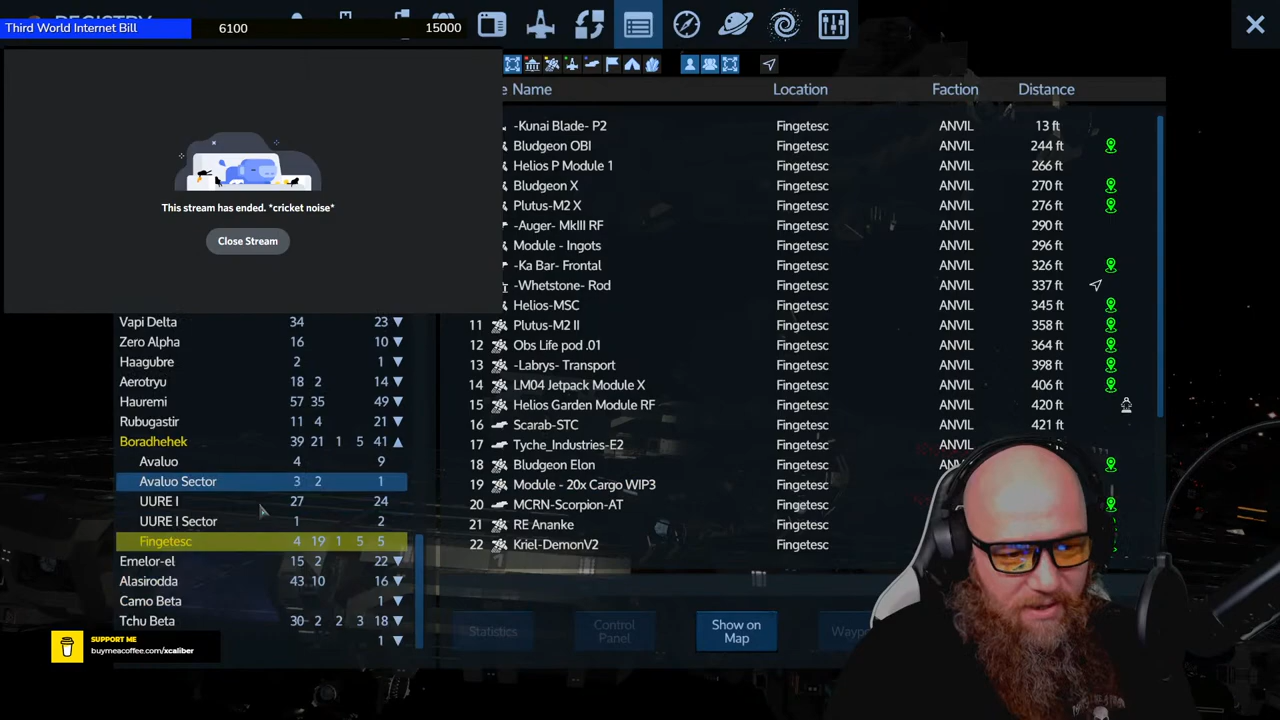 REGISTRY
Third World Internet Bill 6100 15000
This stream has ended. *cricket noise*
Close Stream
Name Location Faction Distance
-Kunai Blade- P2 Fingetesc ANVIL 13 ft
Bludgeon OBI Fingetesc ANVIL 244 ft
Helios P Module 1 Fingetesc ANVIL 266 ft
Bludgeon X Fingetesc ANVIL 270 ft
Plutus-M2 X Fingetesc ANVIL 276 ft
-Auger- MkIII RF Fingetesc ANVIL 290 ft
Module - Ingots Fingetesc ANVIL 296 ft
-Ka Bar- Frontal Fingetesc ANVIL 326 ft
-Whetstone- Rod Fingetesc ANVIL 337 ft
Helios-MSC Fingetesc ANVIL 345 ft
11 Plutus-M2 II Fingetesc ANVIL 358 ft
12 Obs Life pod .01 Fingetesc ANVIL 364 ft
13 -Labrys- Transport Fingetesc ANVIL 398 ft
14 LM04 Jetpack Module X Fingetesc ANVIL 406 ft
15 Helios Garden Module RF Fingetesc ANVIL 420 ft
16 Scarab-STC Fingetesc ANVIL 421 ft
17 Tyche_Industries-E2 Fingetesc ANVIL
18 Bludgeon Elon Fingetesc ANVIL
19 Module - 20x Cargo WIP3 Fingetesc
20 MCRN-Scorpion-AT Fingetesc
21 RE Ananke Fingetesc
22 Kriel-DemonV2 Fingetesc
Vapi Delta 34 23
Zero Alpha 16 10
Haagubre 2 1
Aerotryu 18 2 14
Hauremi 57 35 49
Rubugastir 11 4 21
Boradhehek 39 21 1 5 41
Avaluo 4 9
Avaluo Sector 3 2 1
UURE I 27 24
UURE I Sector 1 2
Fingetesc 4 19 1 5 5
Emelor-el 15 2 22
Alasirodda 43 10 16
Camo Beta 1
Tchu Beta 30 2 2 3 18
1
Statistics
Control Panel
Show on Map
SUPPORT ME
buymeacoffee.com/xcaliber